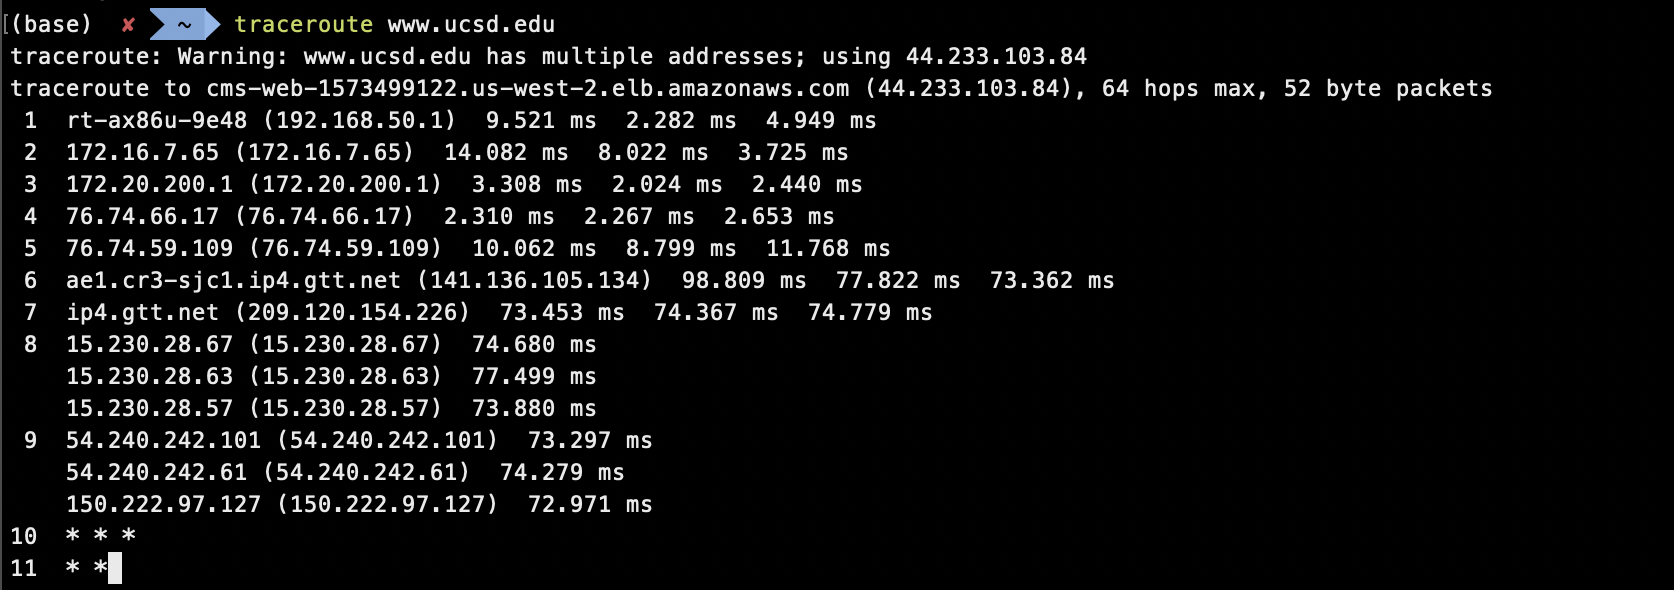 [(base) ✘ ~ traceroute www.ucsd.edu
traceroute: Warning: www.ucsd.edu has multiple addresses; using 44.233.103.84
traceroute to cms-web-1573499122.us-west-2.elb.amazonaws.com (44.233.103.84), 64 hops max, 52 byte packets
 1  rt-ax86u-9e48 (192.168.50.1)  9.521 ms  2.282 ms  4.949 ms
 2  172.16.7.65 (172.16.7.65)  14.082 ms  8.022 ms  3.725 ms
 3  172.20.200.1 (172.20.200.1)  3.308 ms  2.024 ms  2.440 ms
 4  76.74.66.17 (76.74.66.17)  2.310 ms  2.267 ms  2.653 ms
 5  76.74.59.109 (76.74.59.109)  10.062 ms  8.799 ms  11.768 ms
 6  ae1.cr3-sjc1.ip4.gtt.net (141.136.105.134)  98.809 ms  77.822 ms  73.362 ms
 7  ip4.gtt.net (209.120.154.226)  73.453 ms  74.367 ms  74.779 ms
 8  15.230.28.67 (15.230.28.67)  74.680 ms
    15.230.28.63 (15.230.28.63)  77.499 ms
    15.230.28.57 (15.230.28.57)  73.880 ms
 9  54.240.242.101 (54.240.242.101)  73.297 ms
    54.240.242.61 (54.240.242.61)  74.279 ms
    150.222.97.127 (150.222.97.127)  72.971 ms
10  * * *
11  * *